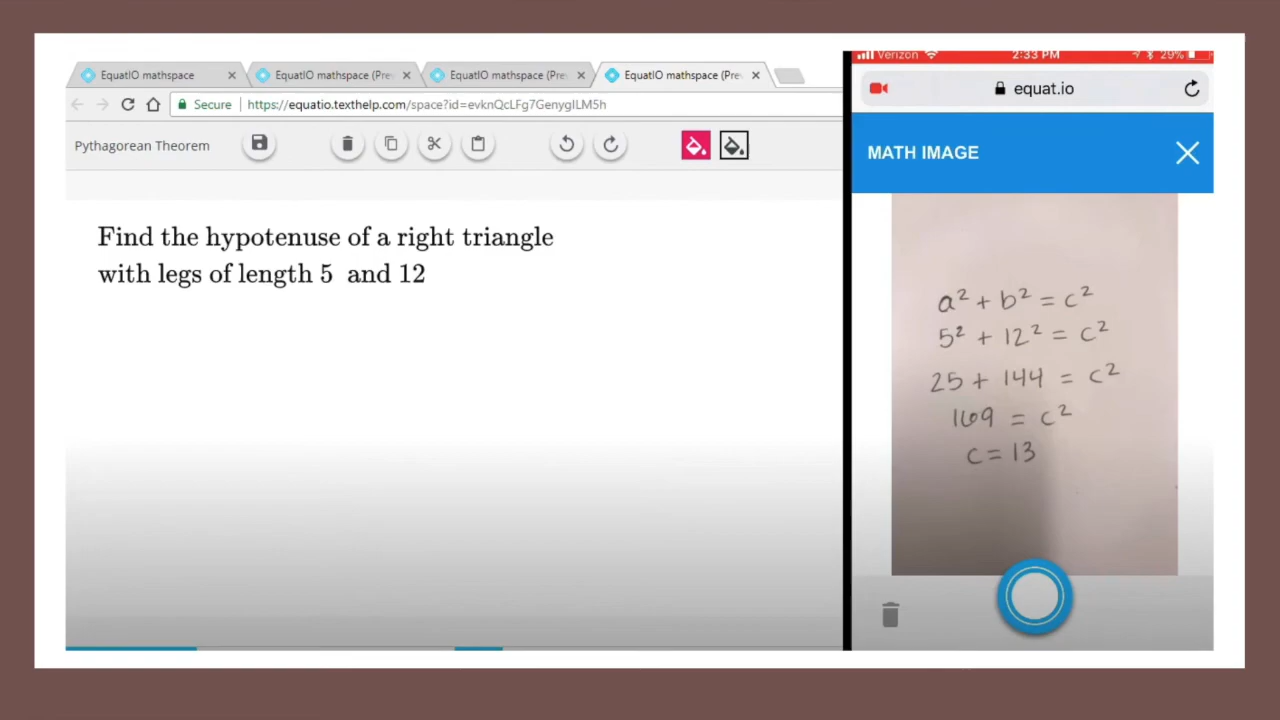 EquatIO mathspace
EquatIO mathspace (Pre
EquatIO mathspace (Pre
EquatIO mathspace (Pre
Secure
https://equatio.texthelp.com/space?id=evknQcLFg7GenygILM5h
Pythagorean Theorem
Find the hypotenuse of a right triangle
with legs of length 5 and 12
Verizon 2:33 PM 29%
equat.io
MATH IMAGE
a² + b² = c²
5² + 12² = c²
25 + 144 = c²
169 = c²
c = 13